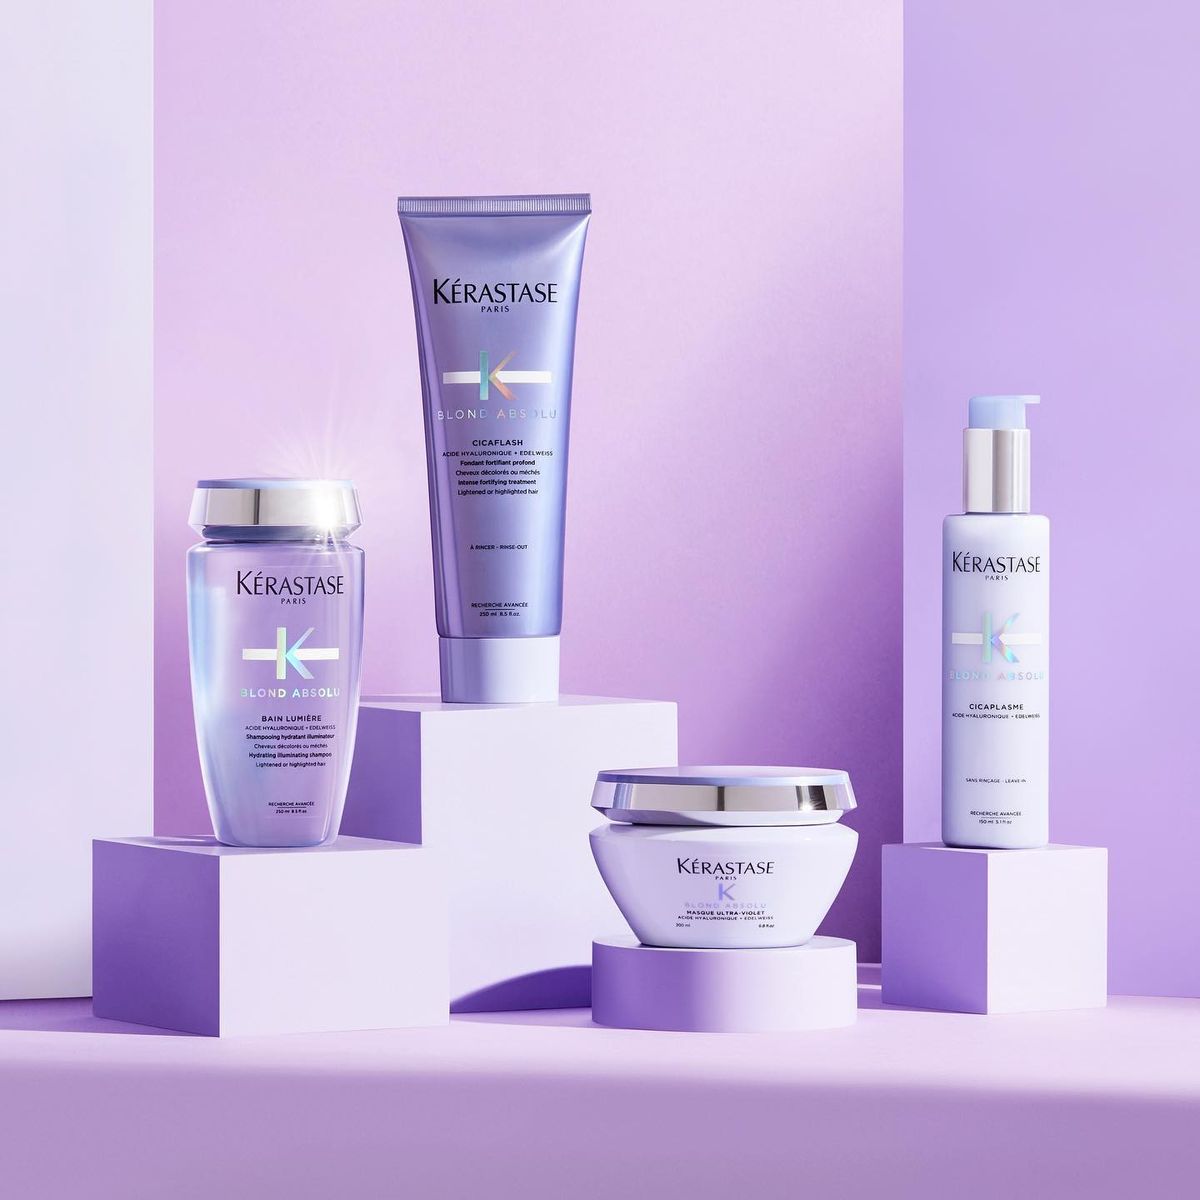 KÉRASTASE
PARIS
K
BLOND ABSOLU
CICAFLASH
ACIDE HYALURONIQUE + EDELWEISS
Fondant fortifiant profond
Cheveux décolorés ou méchés
Intense fortifying treatment
Lightened or highlighted hair
À RINCER - RINSE-OUT
RECHERCHE AVANCÉE
250 ml 8.5 fl.oz.
KÉRASTASE
PARIS
K
BLOND ABSOLU
BAIN LUMIÈRE
ACIDE HYALURONIQUE + EDELWEISS
Shampooing hydratant illuminateur
Cheveux décolorés ou méchés
Hydrating illuminating shampoo
Lightened or highlighted hair
RECHERCHE AVANCÉE
250 ml 8.5 fl oz
KÉRASTASE
PARIS
K
BLOND ABSOLU
MASQUE ULTRA-VIOLET
ACIDE HYALURONIQUE + EDELWEISS
200 ml 6.8 fl.oz
KÉRASTASE
PARIS
K
BLOND ABSOLU
CICAPLASME
ACIDE HYALURONIQUE + EDELWEISS
SANS RINÇAGE - LEAVE-IN
RECHERCHE AVANCÉE
150 ml 5.1 fl oz